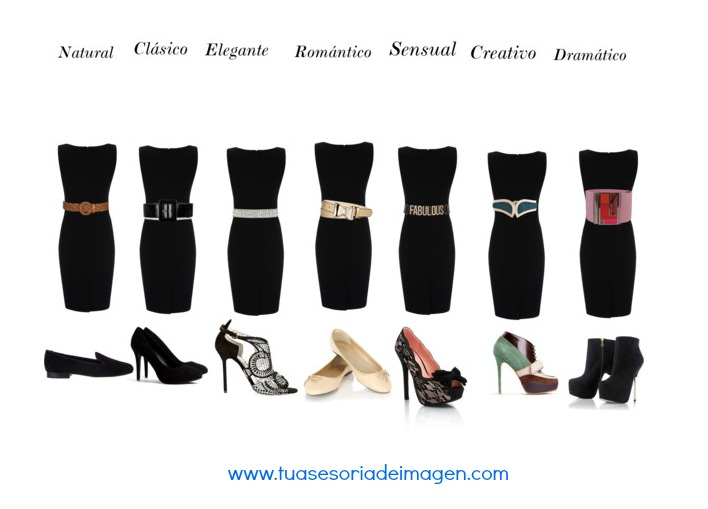 Natural Clásico Elegante Romántico Sensual Creativo Dramático
FABULOUS
www.tuasesoriadeimagen.com